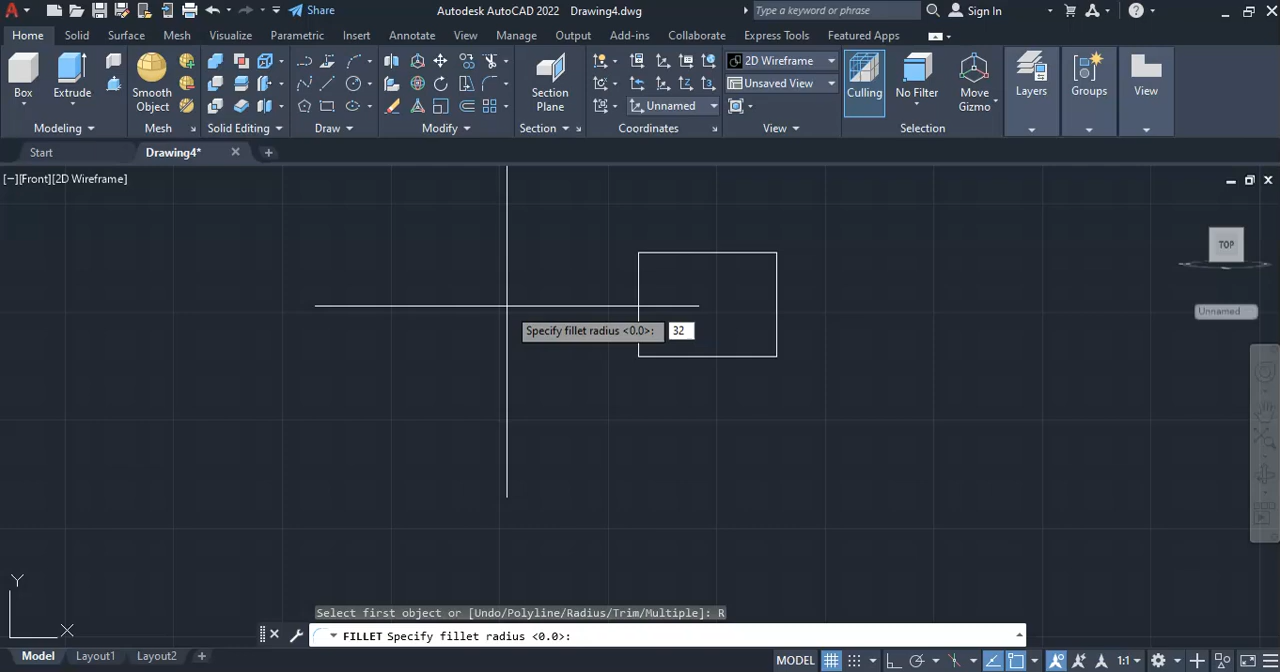 Share
Autodesk AutoCAD 2022 Drawing4.dwg
Type a keyword or phrase
Sign In
Home Solid Surface Mesh Visualize Parametric Insert Annotate View Manage Output Add-ins Collaborate Express Tools Featured Apps
2D Wireframe
Unsaved View
Unnamed
Box
Extrude
Smooth
Object
Section
Plane
Culling
No Filter
Move
Gizmo
Layers
Groups
View
Modeling
Mesh
Solid Editing
Draw
Modify
Section
Coordinates
View
Selection
Start
Drawing4*
[−][Front][2D Wireframe]
TOP
Unnamed
Specify fillet radius <0.0>: 32
Y
X
Select first object or [Undo/Polyline/Radius/Trim/Multiple]: R
FILLET Specify fillet radius <0.0>:
Model Layout1 Layout2
MODEL
1:1